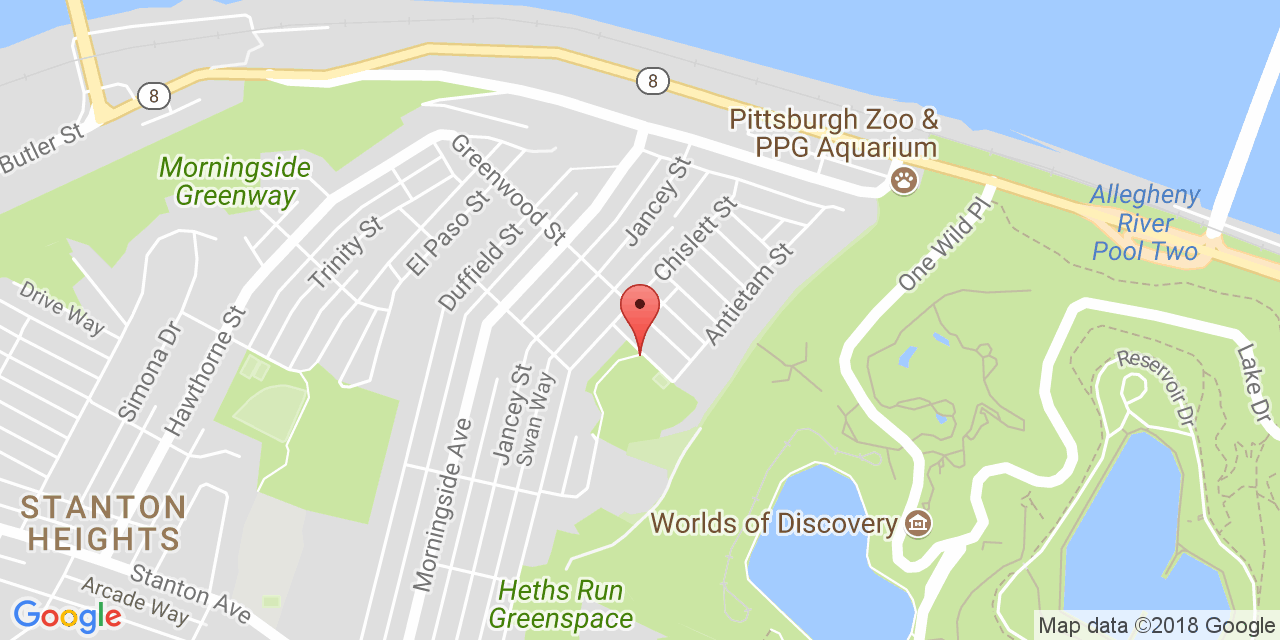 8
8
Pittsburgh Zoo &
PPG Aquarium
Butler St
Morningside
Greenway
Greenwood St
Jancey St
Allegheny
River
Pool Two
Trinity St
El Paso St
Duffield St
Chislett St
One Wild Pl
Antietam St
Drive Way
Simona Dr
Hawthorne St
Reservoir Dr
Lake Dr
Jancey St
Swan Way
Morningside Ave
STANTON
HEIGHTS
Worlds of Discovery
Stanton Ave
Arcade Way
Heths Run
Greenspace
Google
Map data ©2018 Google